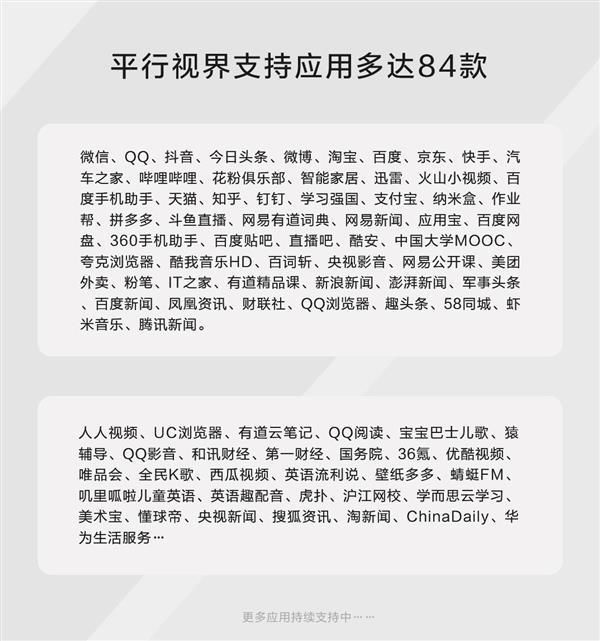 平行视界支持应用多达84款
微信、QQ、抖音、今日头条、微博、淘宝、百度、京东、快手、汽
车之家、哔哩哔哩、花粉俱乐部、智能家居、迅雷、火山小视频、百
度手机助手、天猫、知乎、钉钉、学习强国、支付宝、纳米盒、作业
帮、拼多多、斗鱼直播、网易有道词典、网易新闻、应用宝、百度网
盘、360手机助手、百度贴吧、直播吧、酷安、中国大学MOOC、
夸克浏览器、酷我音乐HD、百词斩、央视影音、网易公开课、美团
外卖、粉笔、IT之家、有道精品课、新浪新闻、澎湃新闻、军事头条
、百度新闻、凤凰资讯、财联社、QQ浏览器、趣头条、58同城、虾
米音乐、腾讯新闻。
人人视频、UC浏览器、有道云笔记、QQ阅读、宝宝巴士儿歌、猿
辅导、QQ影音、和讯财经、第一财经、国务院、36氪、优酷视频、
唯品会、全民K歌、西瓜视频、英语流利说、壁纸多多、蜻蜓FM、
叽里呱啦儿童英语、英语趣配音、虎扑、沪江网校、学而思云学习、
美术宝、懂球帝、央视新闻、搜狐资讯、淘新闻、ChinaDaily、华
为生活服务…
更多应用持续支持中……